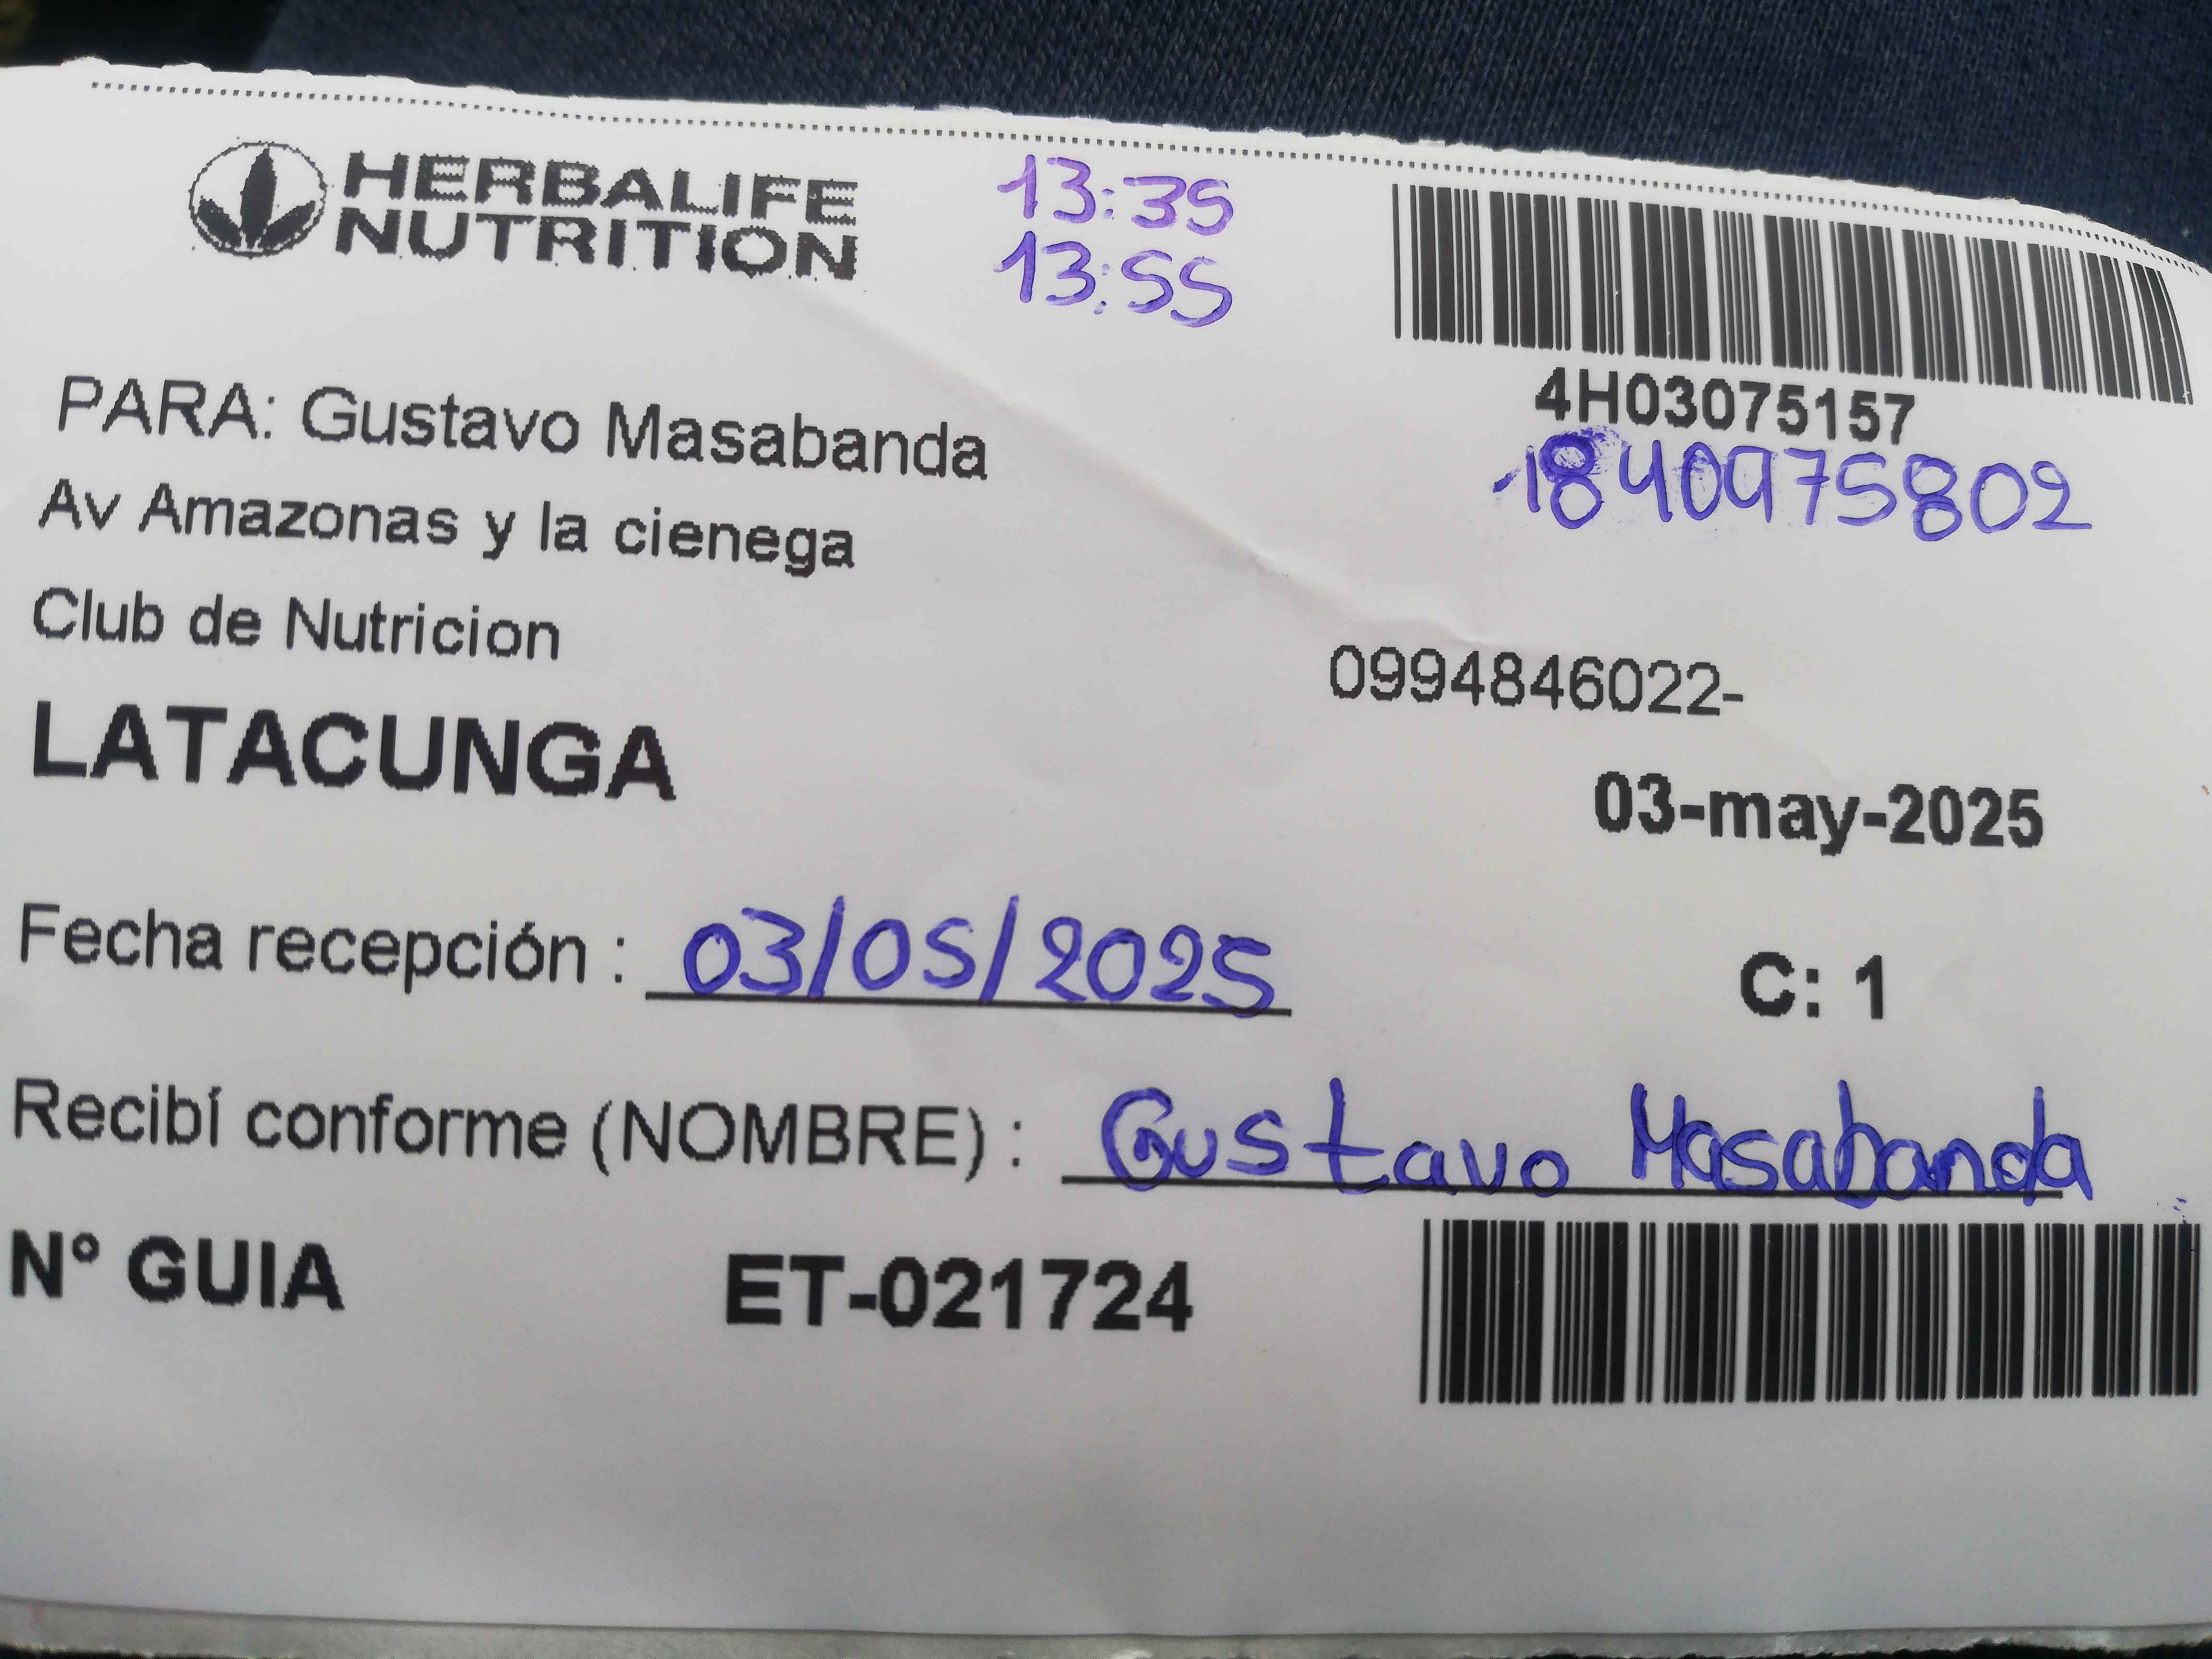 HERBALIFE
NUTRITION
13:35
13:55
4H03075157
1840975802
PARA: Gustavo Masabanda
Av Amazonas y la cienega
Club de Nutricion
0994846022-
LATACUNGA
03-may-2025
Fecha recepción : 03/05/2025
C: 1
Recibí conforme (NOMBRE) : Gustavo Masabanda
N° GUIA ET-021724